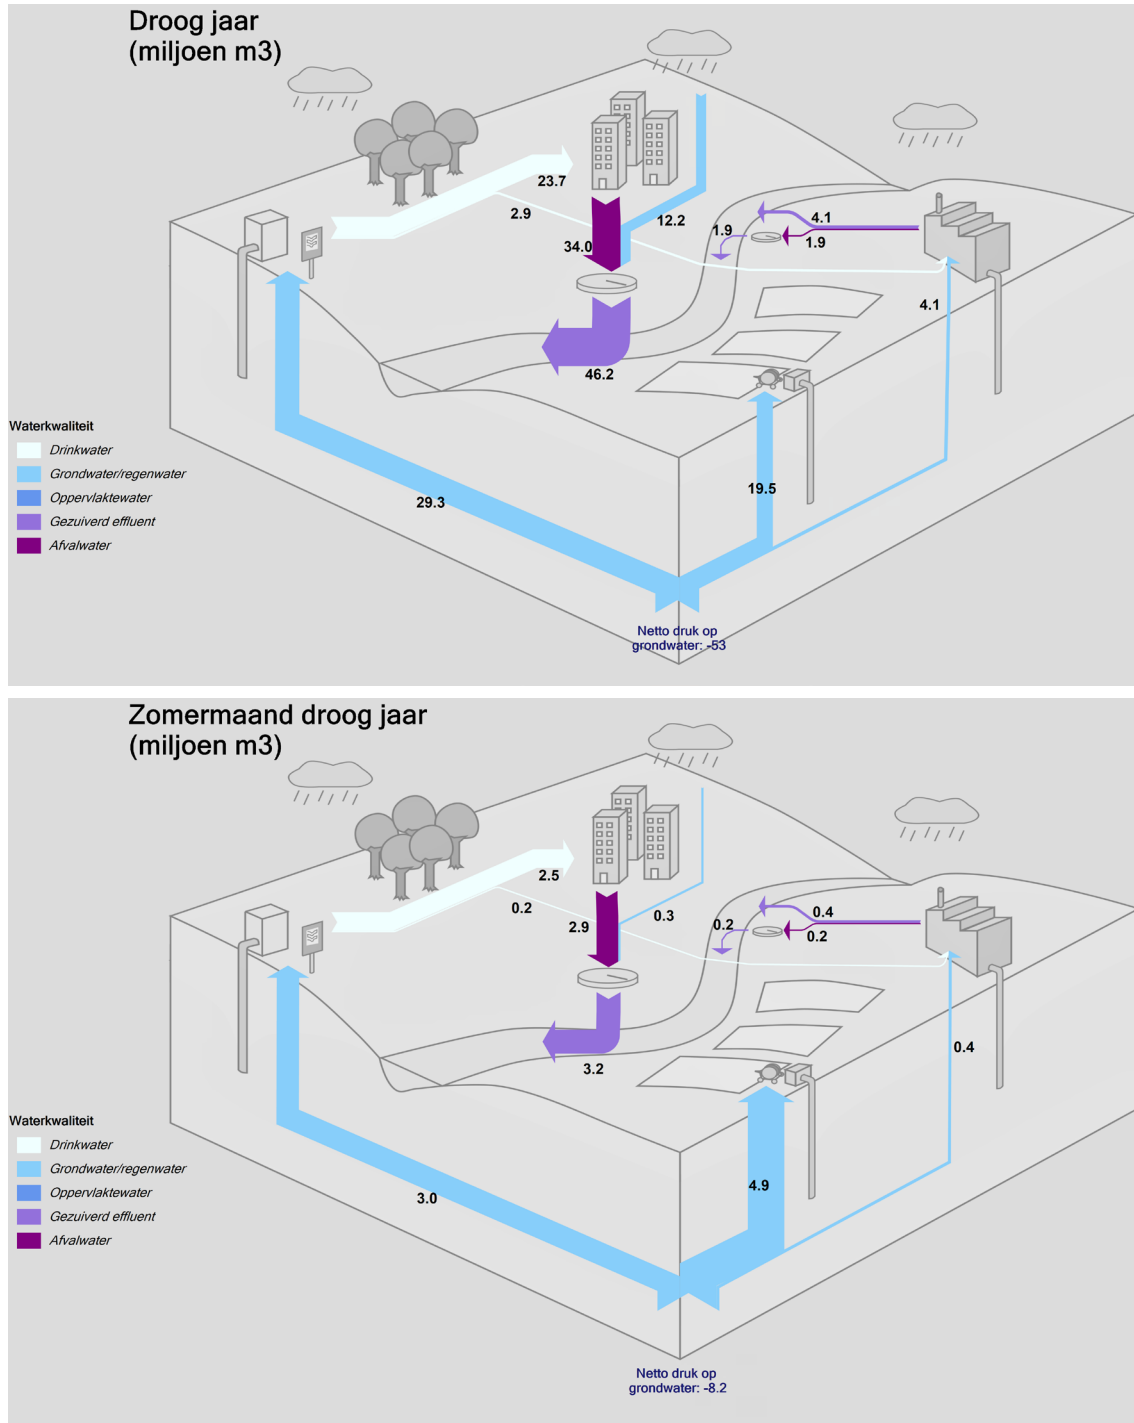 Droog jaar
(miljoen m3)
23.7
2.9
12.2
34.0
1.9
4.1
1.9
4.1
46.2
Waterkwaliteit
Drinkwater
Grondwater/regenwater
Oppervlaktewater
Gezuiverd effluent
Afvalwater
29.3
19.5
Netto druk op
grondwater: -53
Zomermaand droog jaar
(miljoen m3)
2.5
0.2
0.3
2.9
0.2
0.4
0.2
0.4
3.2
Waterkwaliteit
Drinkwater
Grondwater/regenwater
Oppervlaktewater
Gezuiverd effluent
Afvalwater
3.0
4.9
Netto druk op
grondwater: -8.2